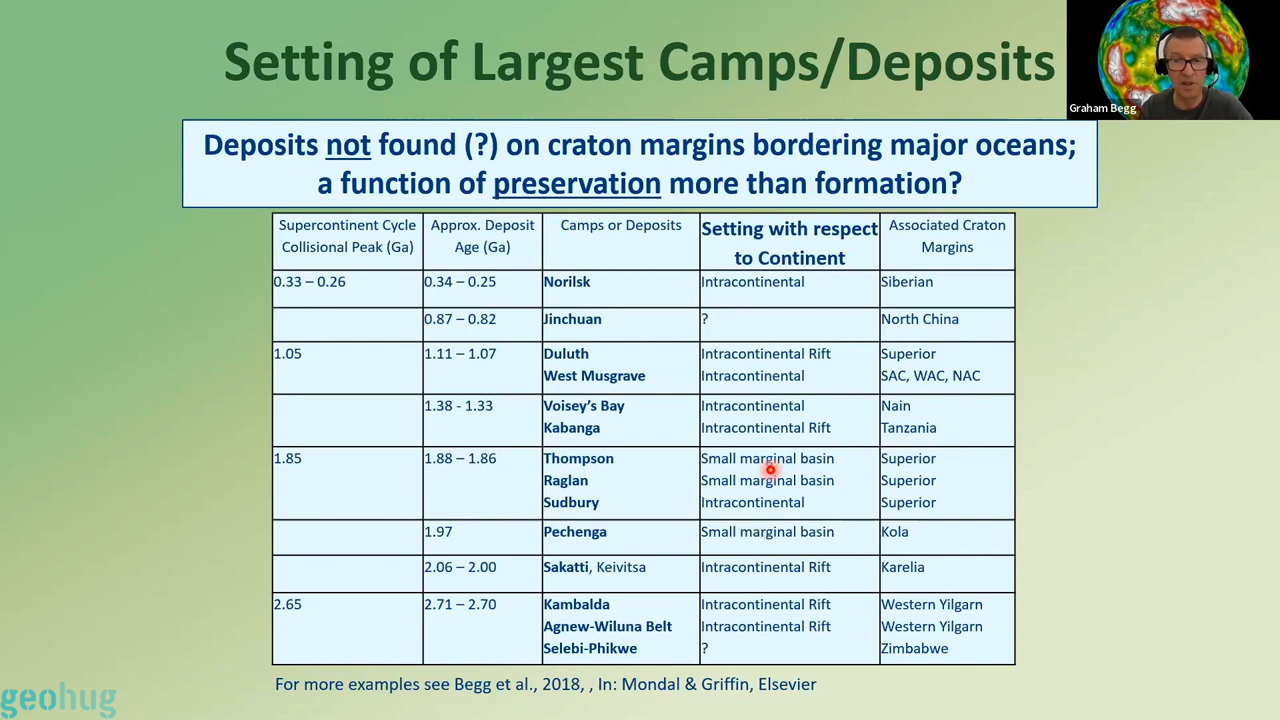 Setting of Largest Camps/Deposits
Graham Begg
Deposits not found (?) on craton margins bordering major oceans;
a function of preservation more than formation?
Supercontinent Cycle Collisional Peak (Ga) | Approx. Deposit Age (Ga) | Camps or Deposits | Setting with respect to Continent | Associated Craton Margins
0.33 – 0.26 | 0.34 – 0.25 | Norilsk | Intracontinental | Siberian
0.87 – 0.82 | Jinchuan | ? | North China
1.05 | 1.11 – 1.07 | Duluth | Intracontinental Rift | Superior
West Musgrave | Intracontinental | SAC, WAC, NAC
1.38 - 1.33 | Voisey's Bay | Intracontinental | Nain
Kabanga | Intracontinental Rift | Tanzania
1.85 | 1.88 – 1.86 | Thompson | Small marginal basin | Superior
Raglan | Small marginal basin | Superior
Sudbury | Intracontinental | Superior
1.97 | Pechenga | Small marginal basin | Kola
2.06 – 2.00 | Sakatti, Keivitsa | Intracontinental Rift | Karelia
2.65 | 2.71 – 2.70 | Kambalda | Intracontinental Rift | Western Yilgarn
Agnew-Wiluna Belt | Intracontinental Rift | Western Yilgarn
Selebi-Phikwe | ? | Zimbabwe
For more examples see Begg et al., 2018, , In: Mondal & Griffin, Elsevier
geohug